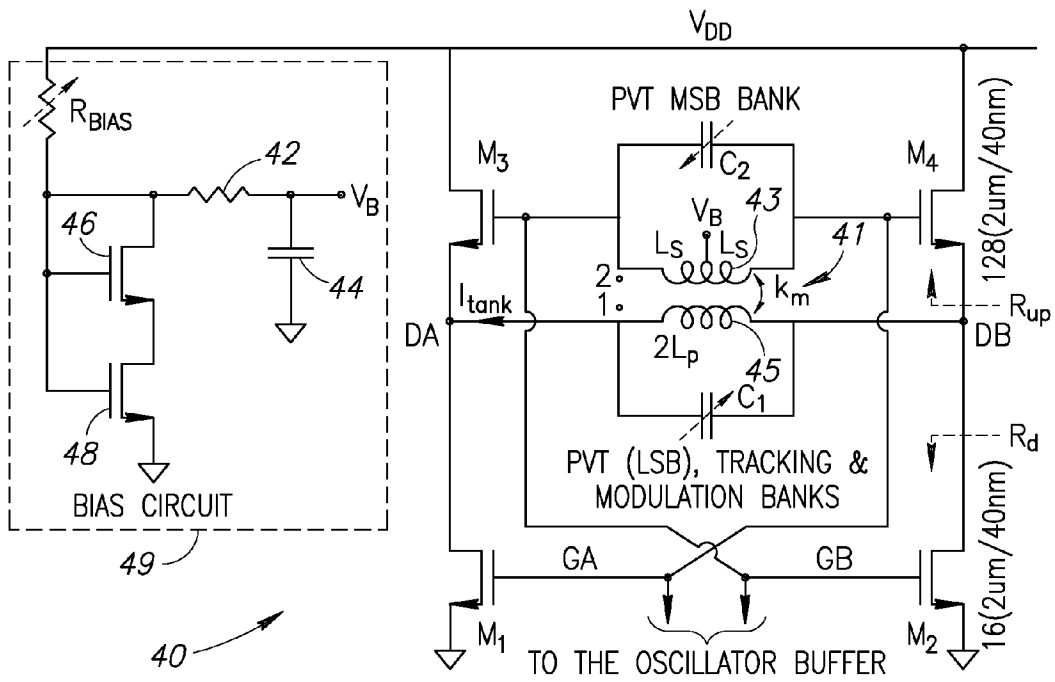 V_DD
PVT MSB BANK
R_BIAS
42
M_3
C_2
M_4
128(2um/40nm)
V_B
V_B
43
46
L_S L_S
41
44
2
k_m
1
I_tank
R_up
DA
DB
2L_p
45
C_1
48
R_d
PVT (LSB), TRACKING &
MODULATION BANKS
BIAS CIRCUIT
49
GA
GB
16(2um/40nm)
M_1
M_2
40
TO THE OSCILLATOR BUFFER